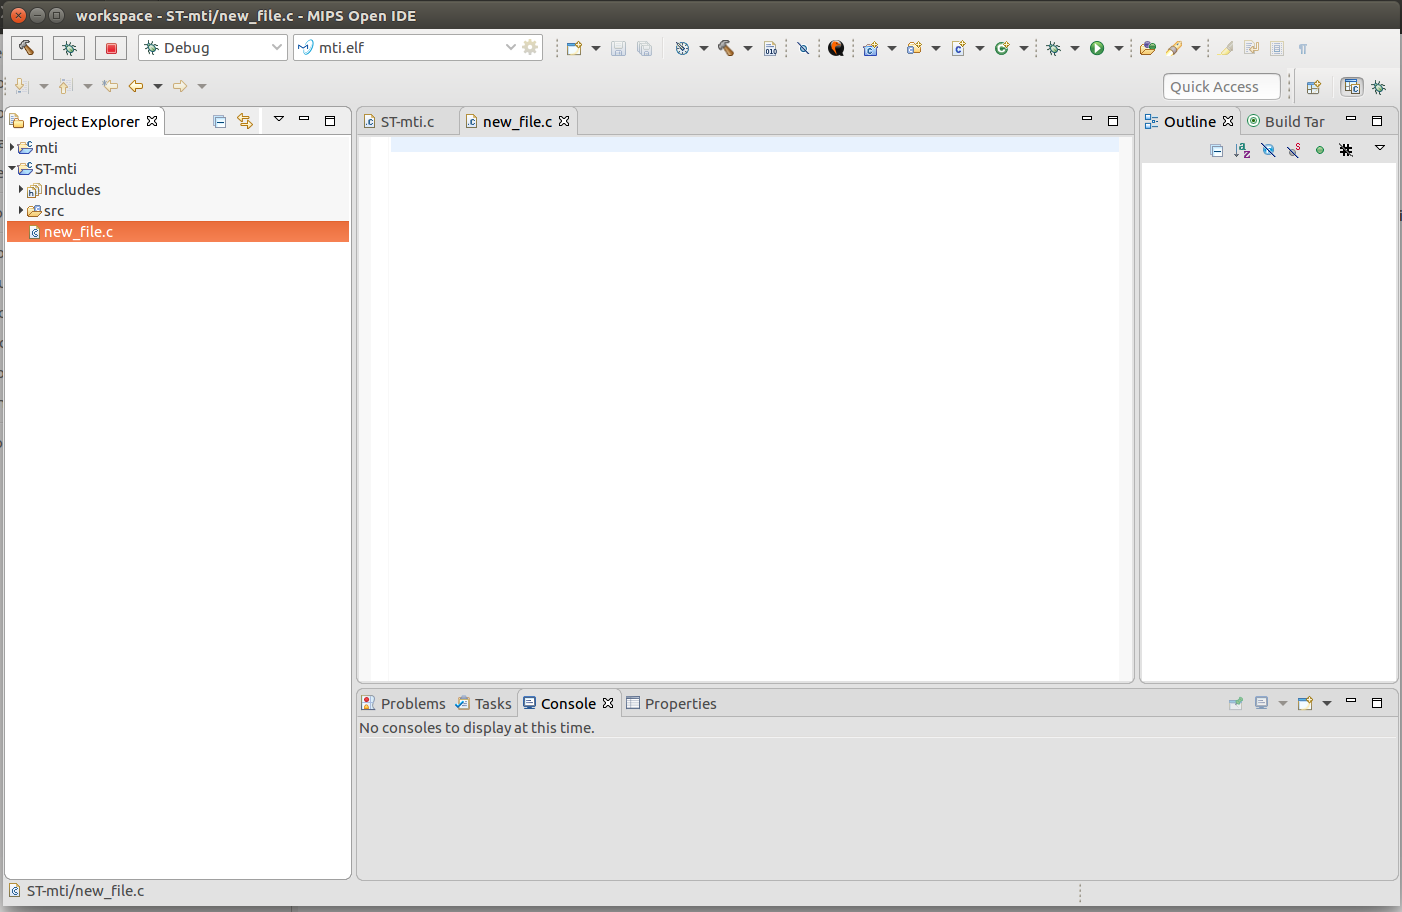 workspace - ST-mti/new_file.c - MIPS Open IDE
Debug
mti.elf
010
Quick Access
Project Explorer
mti
ST-mti
Includes
src
new_file.c
ST-mti.c
new_file.c
Outline
Build Tar
Problems
Tasks
Console
Properties
No consoles to display at this time.
ST-mti/new_file.c